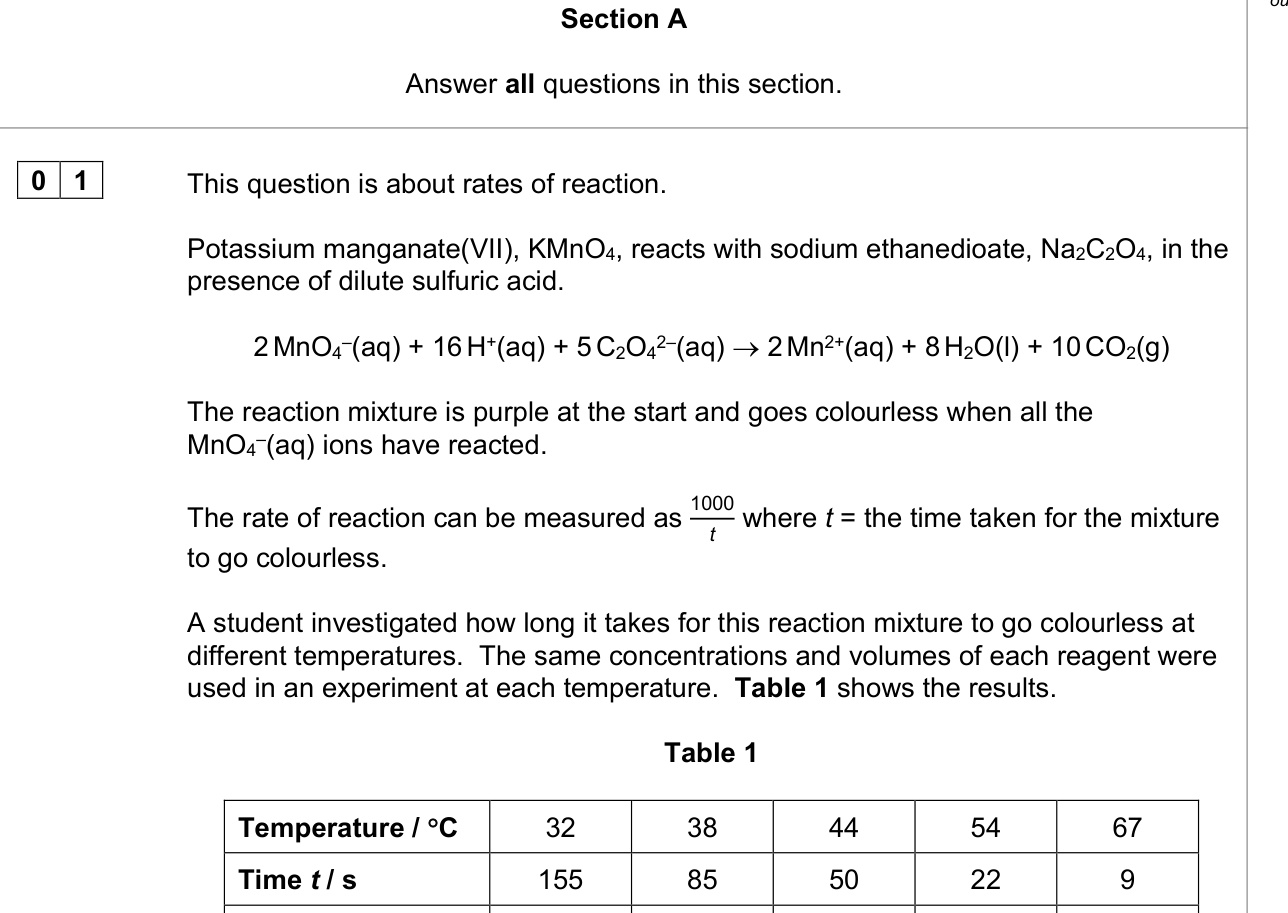 Section A
Answer all questions in this section.
0 1
This question is about rates of reaction.
Potassium manganate(VII), KMnO₄, reacts with sodium ethanedioate, Na₂C₂O₄, in the
presence of dilute sulfuric acid.
2 MnO₄⁻(aq) + 16 H⁺(aq) + 5 C₂O₄²⁻(aq) → 2 Mn²⁺(aq) + 8 H₂O(l) + 10 CO₂(g)
The reaction mixture is purple at the start and goes colourless when all the
MnO₄⁻(aq) ions have reacted.
The rate of reaction can be measured as 1000/t where t = the time taken for the mixture
to go colourless.
A student investigated how long it takes for this reaction mixture to go colourless at
different temperatures. The same concentrations and volumes of each reagent were
used in an experiment at each temperature. Table 1 shows the results.
Table 1
Temperature / °C 32 38 44 54 67
Time t / s 155 85 50 22 9